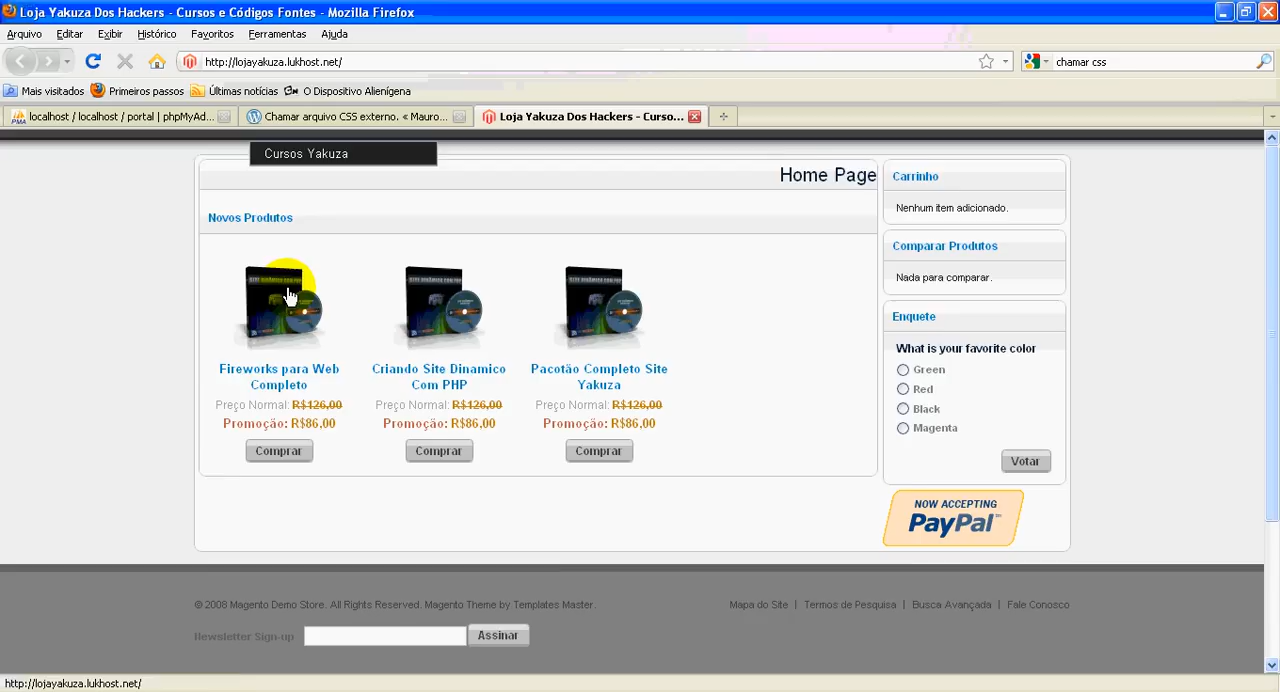 Loja Yakuza Dos Hackers - Cursos e Códigos Fontes - Mozilla Firefox
Arquivo Editar Exibir Histórico Favoritos Ferramentas Ajuda
http://lojayakuza.lukhost.net/ chamar css
Mais visitados Primeiros passos Últimas notícias O Dispositivo Alienígena
localhost / localhost / portal | phpMyAd... Chamar arquivo CSS externo. « Mauro... Loja Yakuza Dos Hackers - Curso...
Cursos Yakuza
Home Page
Novos Produtos
Fireworks para Web Completo
Preço Normal: R$126,00
Promoção: R$86,00
Comprar
Criando Site Dinamico Com PHP
Preço Normal: R$126,00
Promoção: R$86,00
Comprar
Pacotão Completo Site Yakuza
Preço Normal: R$126,00
Promoção: R$86,00
Comprar
Carrinho
Nenhum item adicionado.
Comparar Produtos
Nada para comparar.
Enquete
What is your favorite color
Green
Red
Black
Magenta
Votar
NOW ACCEPTING
PayPal
© 2008 Magento Demo Store. All Rights Reserved. Magento Theme by Templates Master.
Mapa do Site | Termos de Pesquisa | Busca Avançada | Fale Conosco
Newsletter Sign-up Assinar
http://lojayakuza.lukhost.net/